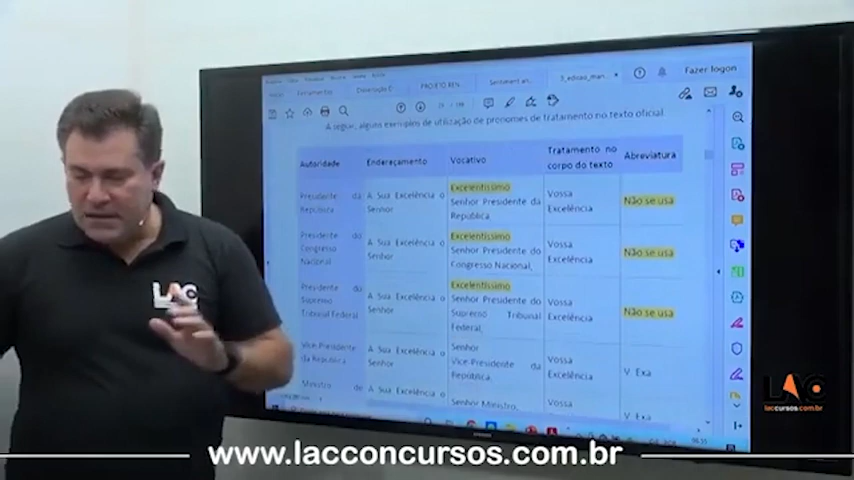 Fazer logon
PROJETO BEN
3_edicao_man...
A seguir, alguns exemplos de utilização de pronomes de tratamento no texto oficial.
Autoridade
Endereçamento
Vocativo
Tratamento no
corpo do texto
Abreviatura
Presidente da
República
A Sua Excelência o
Senhor
Excelentíssimo
Senhor Presidente da
República,
Vossa
Excelência
Não se usa
Presidente do
Congresso
Nacional
A Sua Excelência o
Senhor
Excelentíssimo
Senhor Presidente do
Congresso Nacional,
Vossa
Excelência
Não se usa
Presidente do
Supremo
Tribunal Federal
A Sua Excelência o
Senhor
Excelentíssimo
Senhor Presidente do
Supremo Tribunal
Federal,
Vossa
Excelência
Não se usa
Vice-Presidente
da República
A Sua Excelência o
Senhor
Senhor
Vice-Presidente da
República,
Vossa
Excelência
V. Exa
Ministro de
A Sua Excelência o
Senhor Ministro,
Vossa
V. Exa
LAC
LAC
laccursos.com.br
www.lacconcursos.com.br